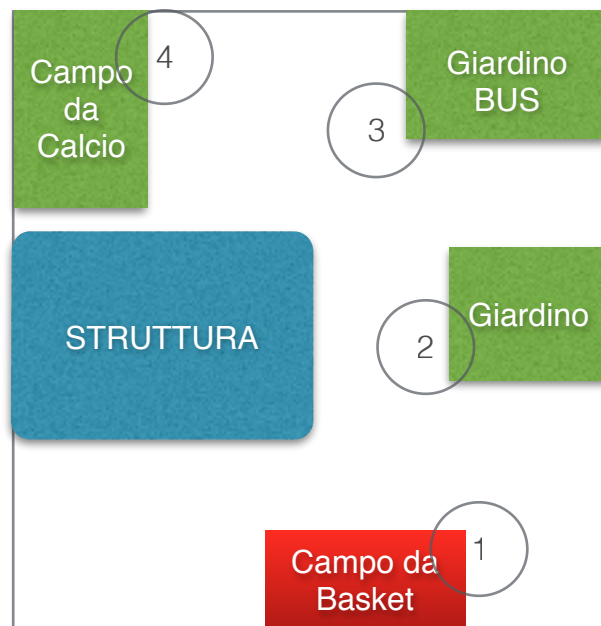 Campo
da
Calcio
4
Giardino
BUS
3
STRUTTURA
Giardino
2
Campo da
Basket
1